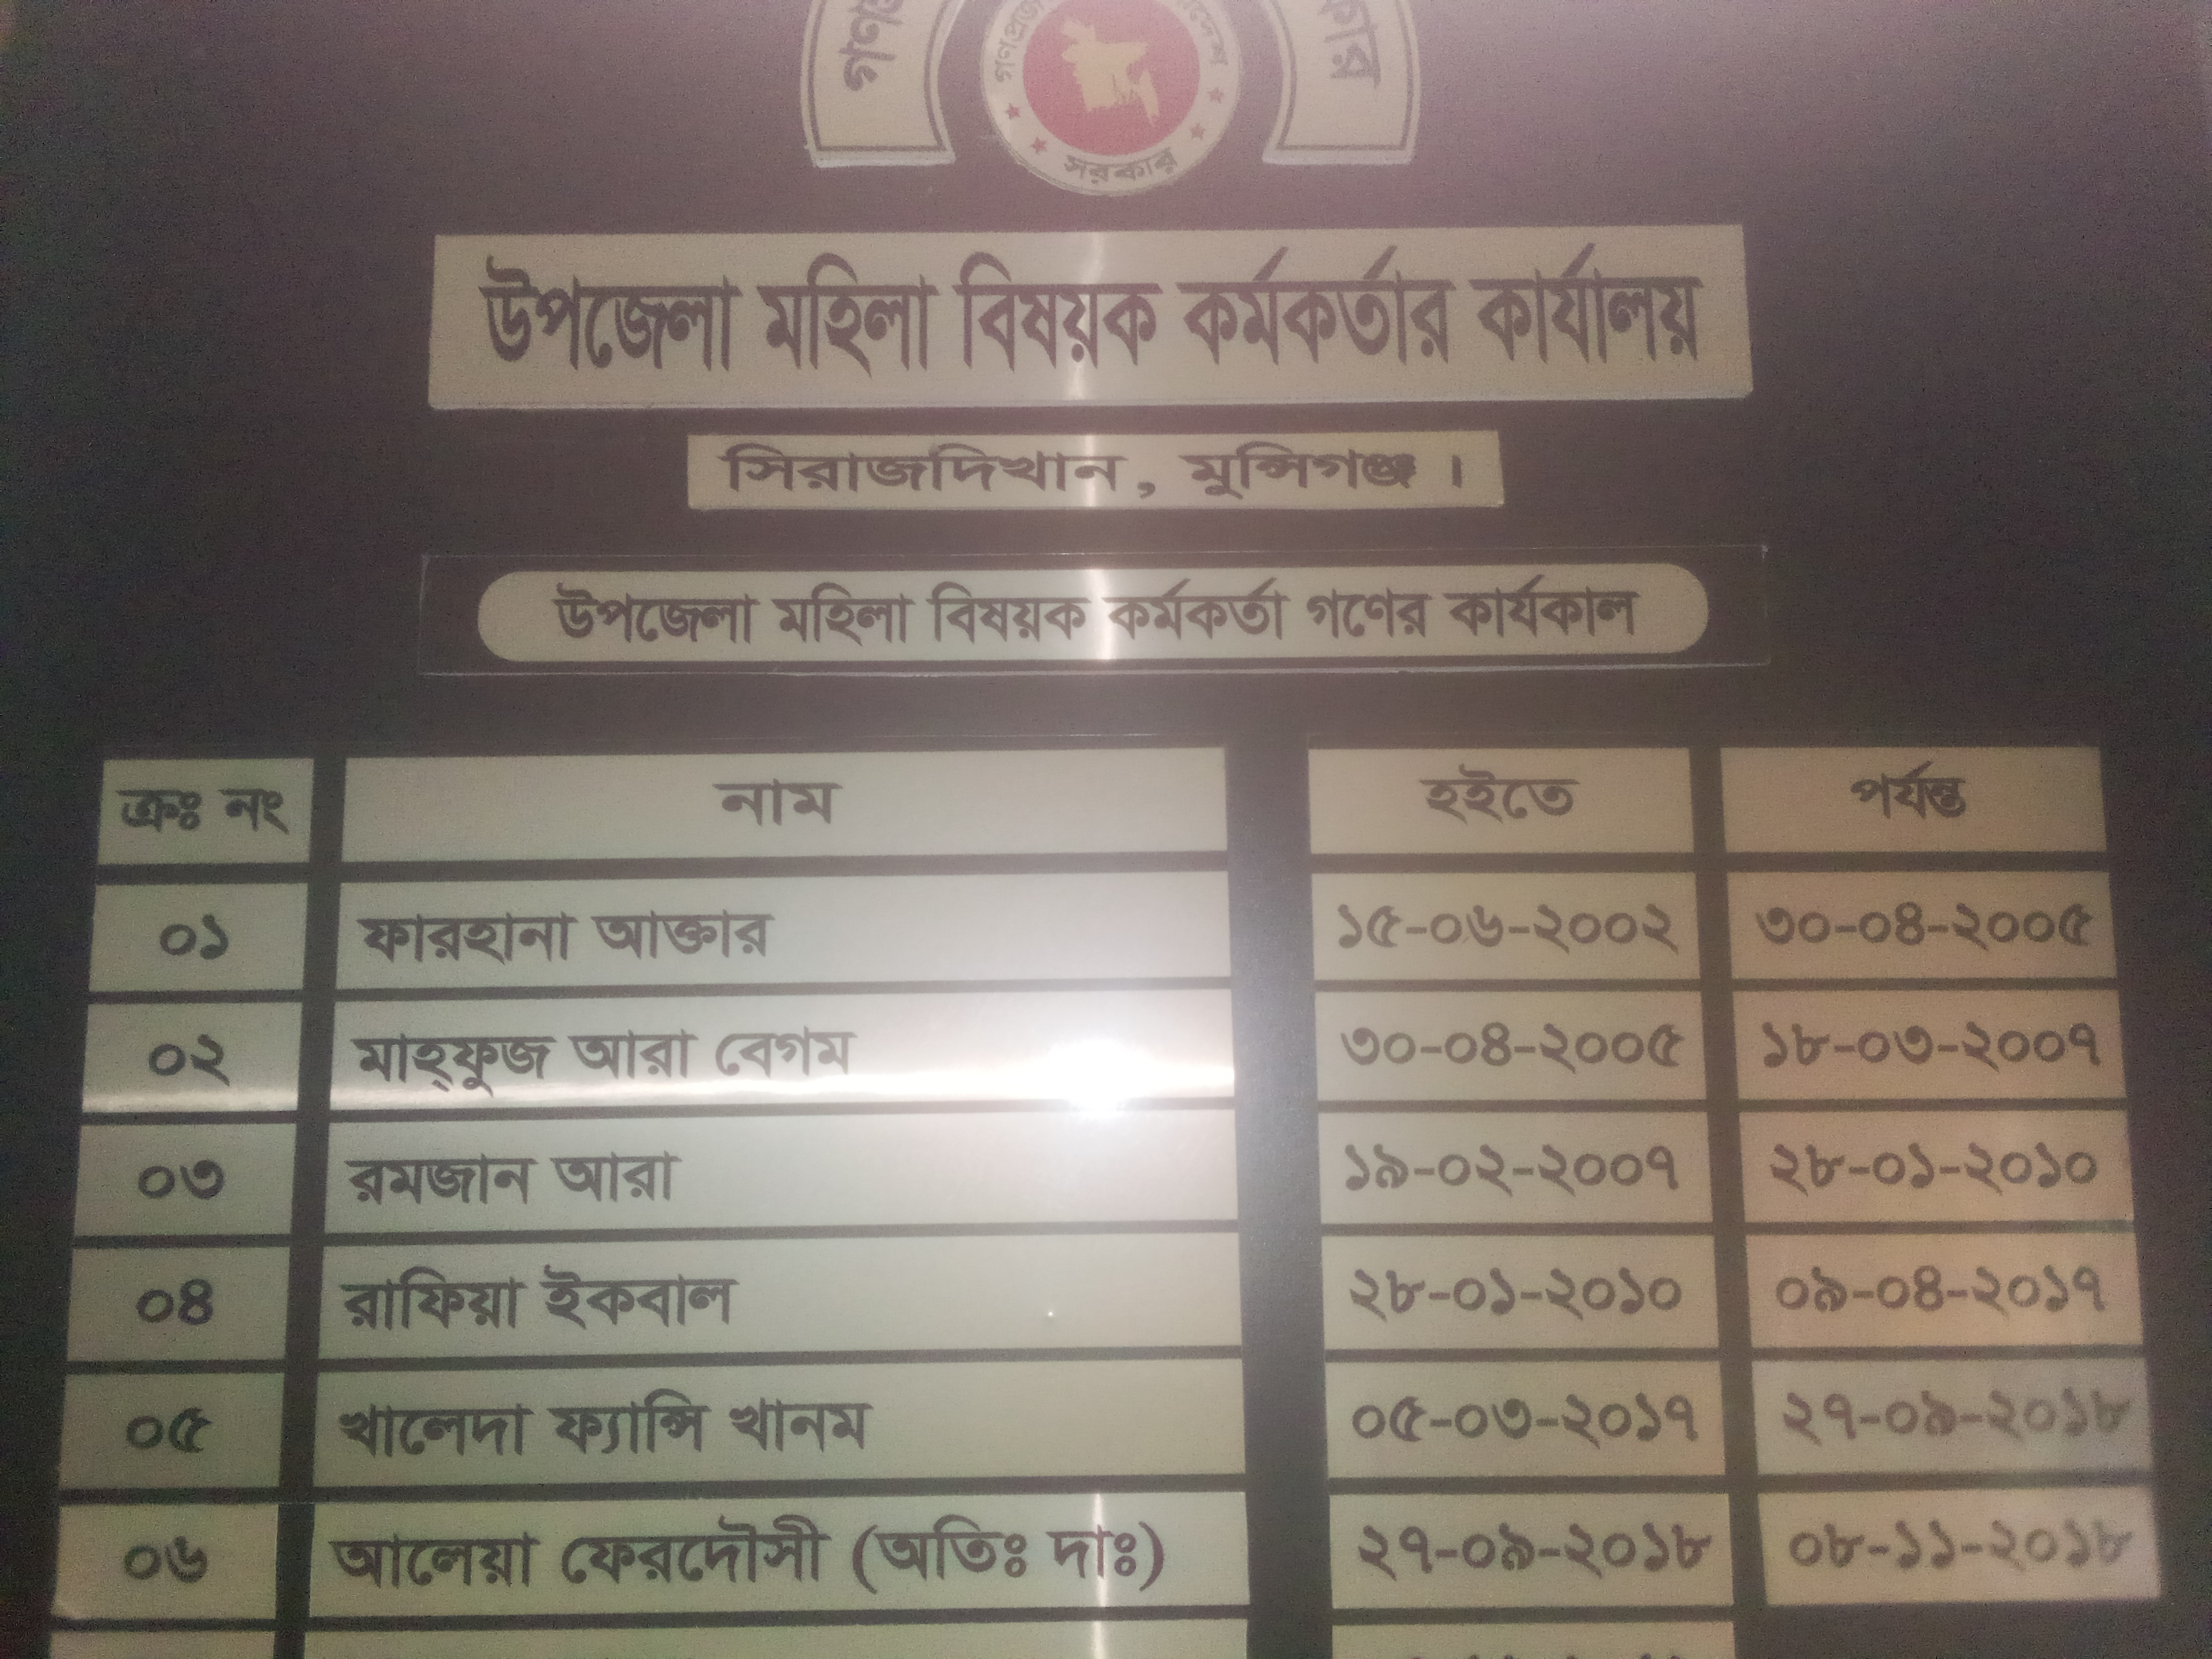 সরকার
উপজেলা মহিলা বিষয়ক কর্মকর্তার কার্যালয়
সিরাজদিখান, মুন্সিগঞ্জ ।
উপজেলা মহিলা বিষয়ক কর্মকর্তা গণের কার্যকাল
ক্রঃ নং নাম হইতে পর্যন্ত
০১ ফারহানা আক্তার ১৫-০৬-২০০২ ৩০-০৪-২০০৫
০২ মাহ্ফুজ আরা বেগম ৩০-০৪-২০০৫ ১৮-০৩-২০০৭
০৩ রমজান আরা ১৯-০২-২০০৭ ২৮-০১-২০১০
০৪ রাফিয়া ইকবাল ২৮-০১-২০১০ ০৯-০৪-২০১৭
০৫ খালেদা ফ্যান্সি খানম ০৫-০৩-২০১৭ ২৭-০৯-২০১৮
০৬ আলেয়া ফেরদৌসী (অতিঃ দাঃ) ২৭-০৯-২০১৮ ০৮-১১-২০১৮